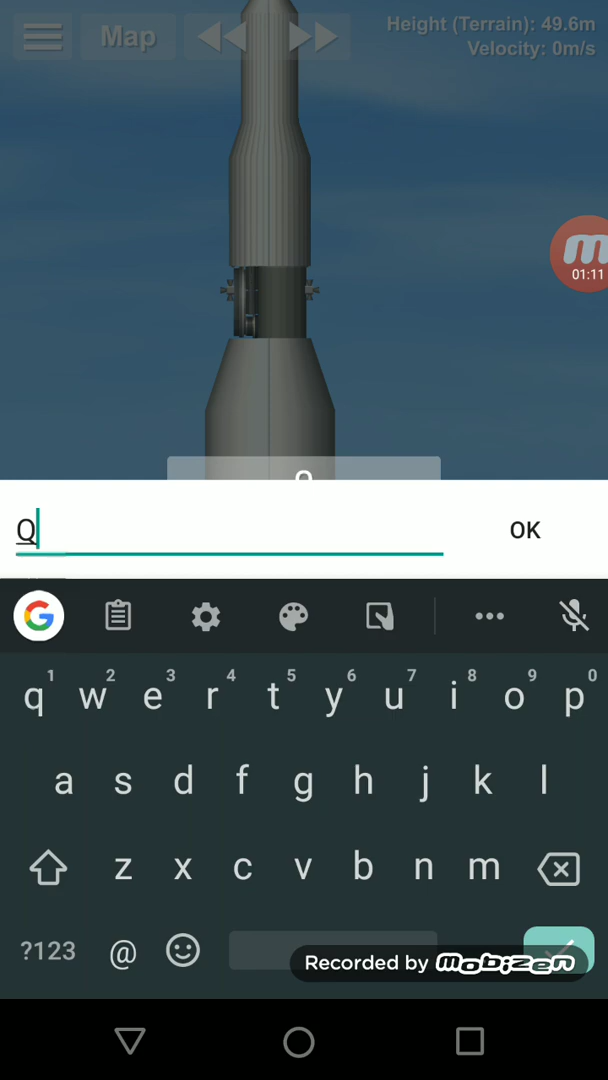 Map
Height (Terrain): 49.6m
Velocity: 0m/s
01:11
Q
OK
1 2 3 4 5 6 7 8 9 0
q w e r t y u i o p
a s d f g h j k l
z x c v b n m
?123 @
Recorded by mobizen